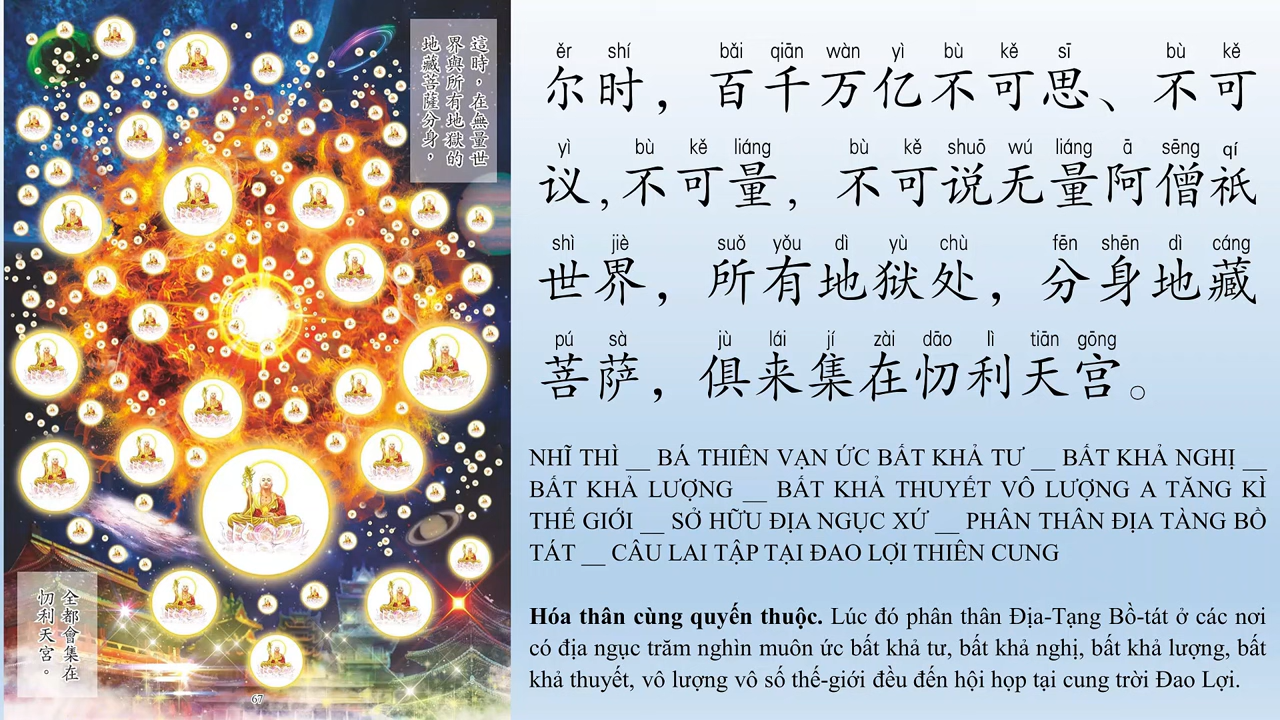 這時，在無量世
界與所有地獄的
地藏菩薩分身，
全都會集在
忉利天宮。
67
ěr shí bǎi qiān wàn yì bù kě sī bù kě
尔时，百千万亿不可思、不可
yì bù kě liáng bù kě shuō wú liáng ā sēng qí
议,不可量，不可说无量阿僧祇
shì jiè suǒ yǒu dì yù chù fēn shēn dì cáng
世界，所有地狱处，分身地藏
pú sà jù lái jí zài dāo lì tiān gōng
菩萨，俱来集在忉利天宫。
NHĨ THÌ __ BÁ THIÊN VẠN ỨC BẤT KHẢ TƯ __ BẤT KHẢ NGHỊ __
BẤT KHẢ LƯỢNG __ BẤT KHẢ THUYẾT VÔ LƯỢNG A TĂNG KÌ
THẾ GIỚI __ SỞ HỮU ĐỊA NGỤC XỨ __ PHÂN THÂN ĐỊA TÀNG BỒ
TÁT __ CÂU LAI TẬP TẠI ĐAO LỢI THIÊN CUNG
Hóa thân cùng quyến thuộc. Lúc đó phân thân Địa-Tạng Bồ-tát ở các nơi
có địa ngục trăm nghìn muôn ức bất khả tư, bất khả nghị, bất khả lượng, bất
khả thuyết, vô lượng vô số thế-giới đều đến hội họp tại cung trời Đao Lợi.